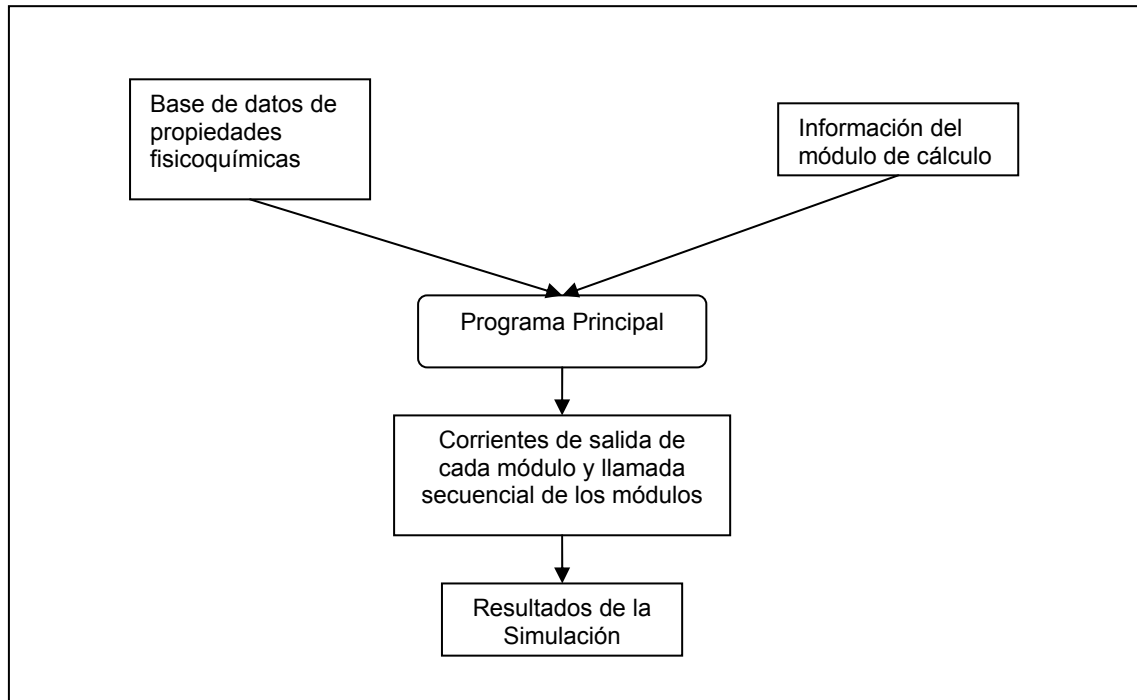 Base de datos de
propiedades
fisicoquímicas
Información del
módulo de cálculo
Programa Principal
Corrientes de salida de
cada módulo y llamada
secuencial de los módulos
Resultados de la
Simulación